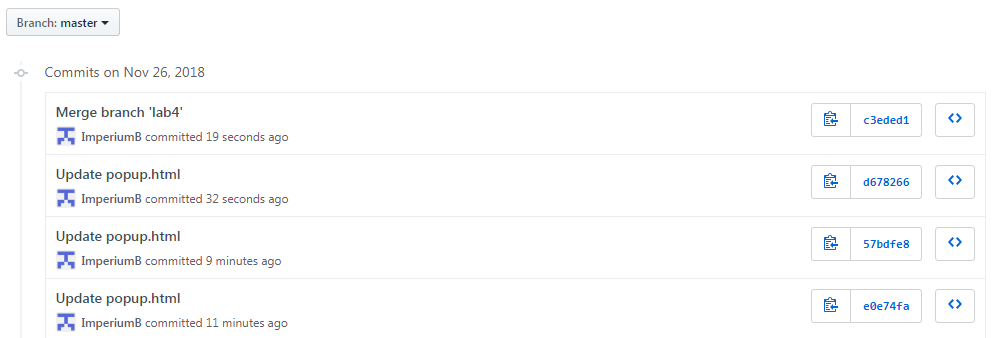 Branch: master
Commits on Nov 26, 2018
Merge branch 'lab4'
ImperiumB committed 19 seconds ago
c3eded1
Update popup.html
ImperiumB committed 32 seconds ago
d678266
Update popup.html
ImperiumB committed 9 minutes ago
57bdfe8
Update popup.html
ImperiumB committed 11 minutes ago
e0e74fa